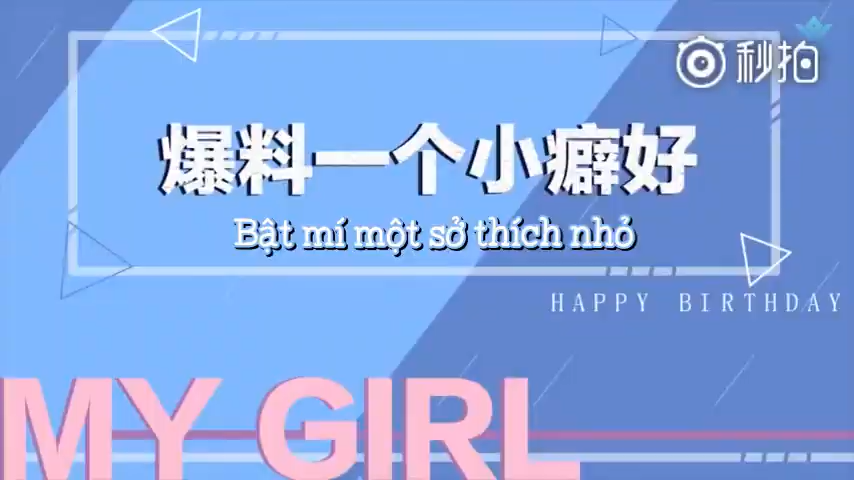 秒拍
爆料一个小癖好
Bật mí một sở thích nhỏ
HAPPY BIRTHDAY
MY GIRL